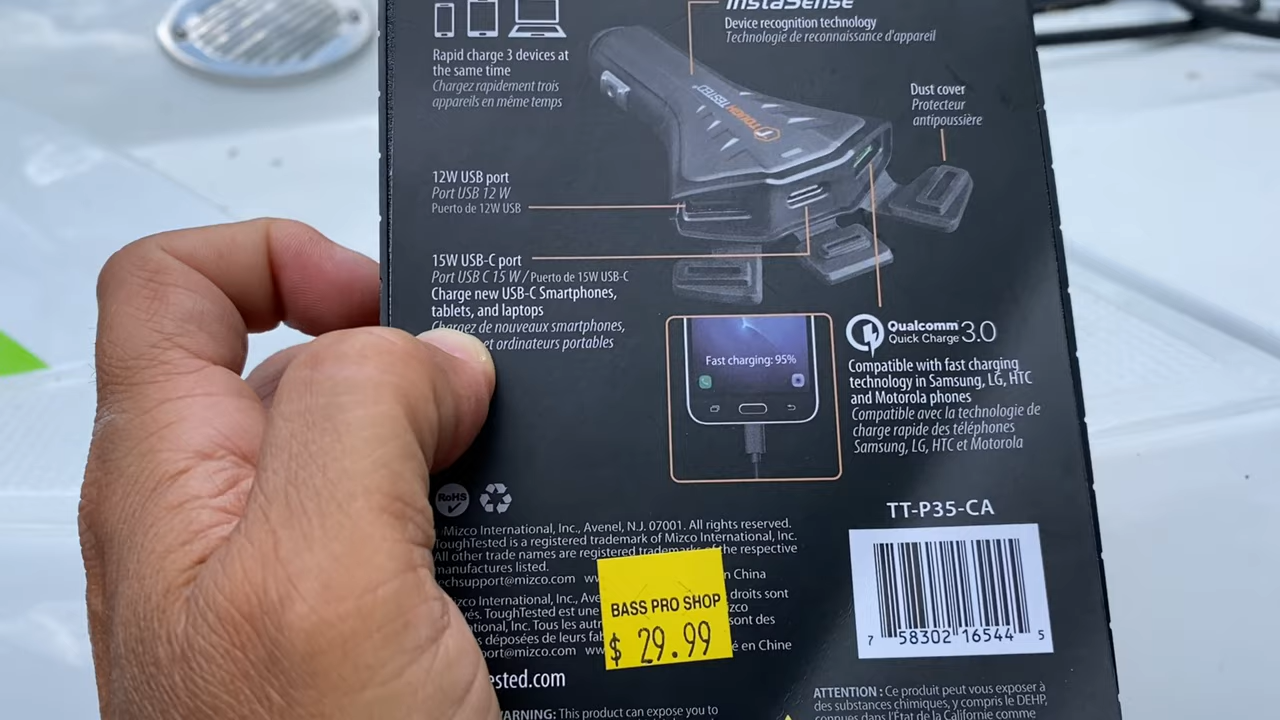 InstaSense
Device recognition technology
Technologie de reconnaissance d'appareil
Rapid charge 3 devices at
the same time
Chargez rapidement trois
appareils en même temps
Dust cover
Protecteur
antipoussière
TOUGHTESTED
12W USB port
Port USB 12 W
Puerto de 12W USB
15W USB-C port
Port USB C 15 W / Puerto de 15W USB-C
Charge new USB-C Smartphones,
tablets, and laptops
Chargez de nouveaux smartphones,
et ordinateurs portables
Fast charging: 95%
Qualcomm
Quick Charge 3.0
Compatible with fast charging
technology in Samsung, LG, HTC
and Motorola phones
Compatible avec la technologie de
charge rapide des téléphones
Samsung, LG, HTC et Motorola
RoHS
Mizco International, Inc., Avenel, N.J. 07001. All rights reserved.
ToughTested is a registered trademark of Mizco International, Inc.
All other trade names are registered trademarks of the respective
manufactures listed.
techsupport@mizco.com
en China
International, Inc., Ave
droits sont
ToughTested est une
Inc. Tous les
sont des
déposées de leurs
en Chine
BASS PRO SHOP
$ 29.99
TT-P35-CA
7 58302 16544 5
WARNING: This product can expose you to
ATTENTION : Ce produit peut vous exposer à
des substances chimiques, y compris le DEHP,
connues dans l'État de la Californie comme